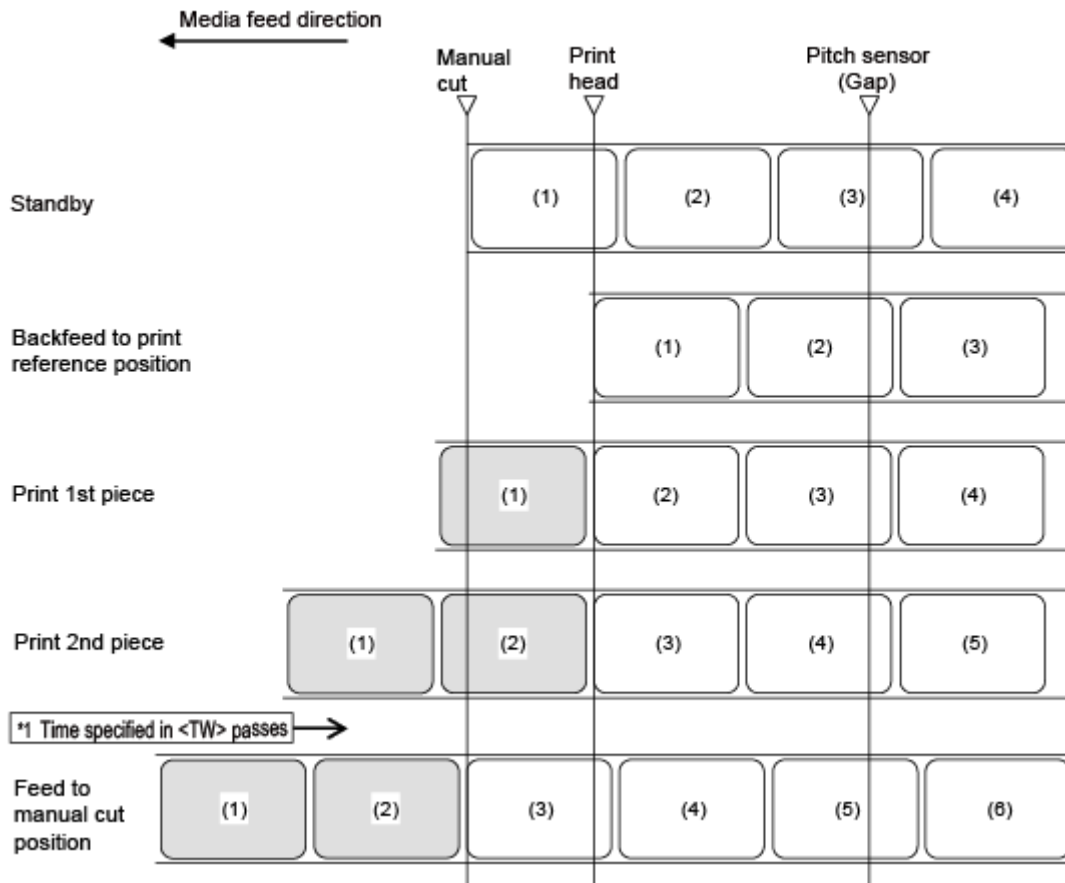 Media feed direction
Manual
cut
Print
head
Pitch sensor
(Gap)
Standby
(1)
(2)
(3)
(4)
Backfeed to print
reference position
(1)
(2)
(3)
Print 1st piece
(1)
(2)
(3)
(4)
Print 2nd piece
(1)
(2)
(3)
(4)
(5)
*1 Time specified in <TW> passes
Feed to
manual cut
position
(1)
(2)
(3)
(4)
(5)
(6)